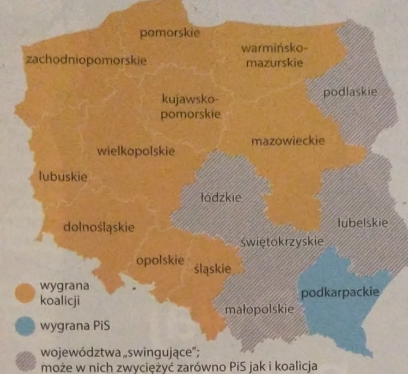 pomorskie
warmińsko-
mazurskie
zachodniopomorskie
podlaskie
kujawsko-
pomorskie
mazowieckie
wielkopolskie
lubuskie
łódzkie
dolnośląskie
lubelskie
świętokrzyskie
opolskie
śląskie
podkarpackie
małopolskie
wygrana
koalicji
wygrana PiS
województwa „swingujące”;
może w nich zwyciężyć zarówno PiS jak i koalicja